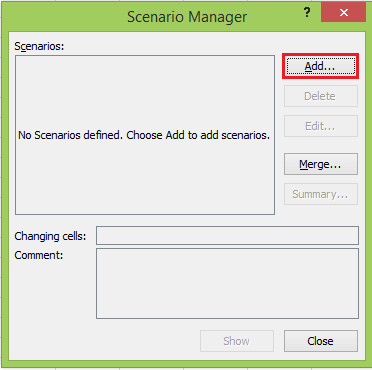 Scenario Manager
?
Scenarios:
Add...
Delete
Edit...
No Scenarios defined. Choose Add to add scenarios.
Merge...
Summary...
Changing cells:
Comment:
Show
Close